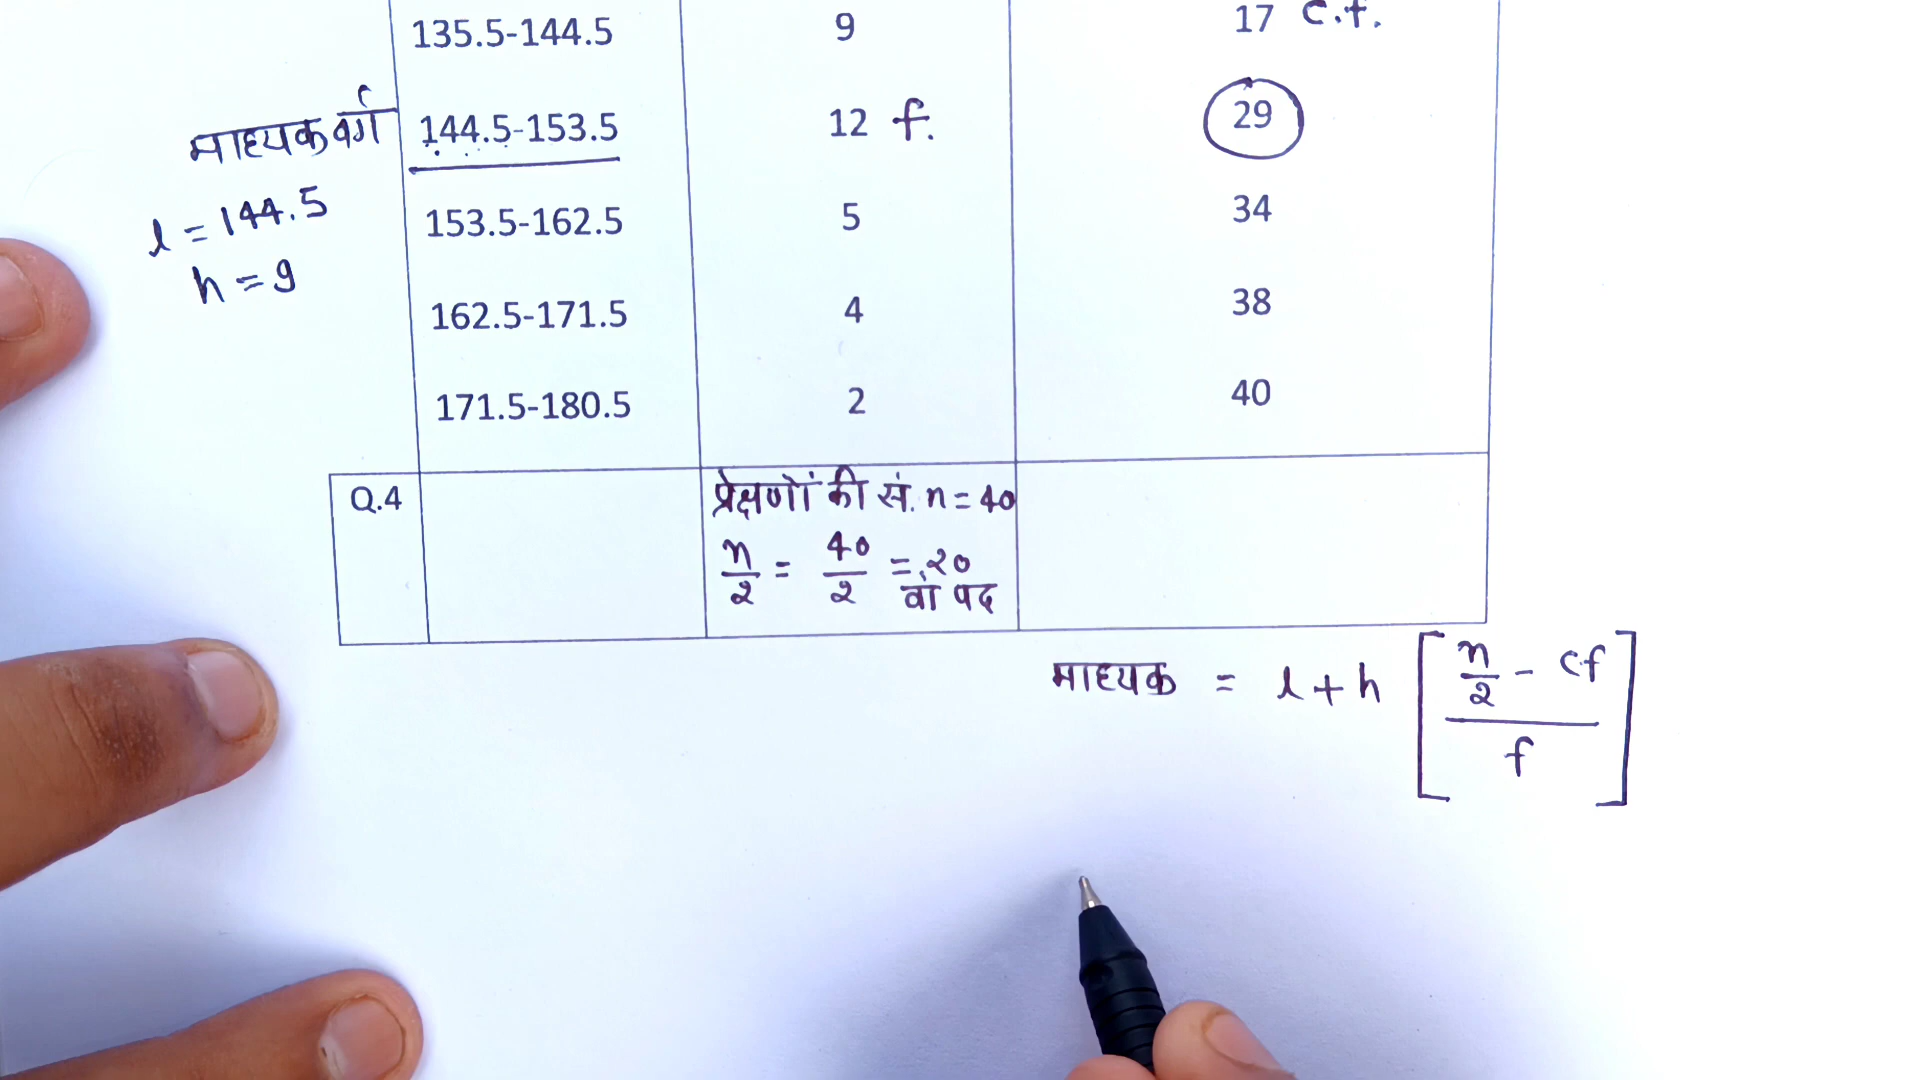 135.5-144.5 9 17 c.f.
माध्यक वर्ग 144.5-153.5 12 f. 29
l = 144.5 153.5-162.5 5 34
h = 9 162.5-171.5 4 38
171.5-180.5 2 40
Q.4 प्रेक्षणों की सं. n = 40
n/2 = 40/2 = 20
वां पद
माध्यक = l + h [ (n/2 - cf) / f ]